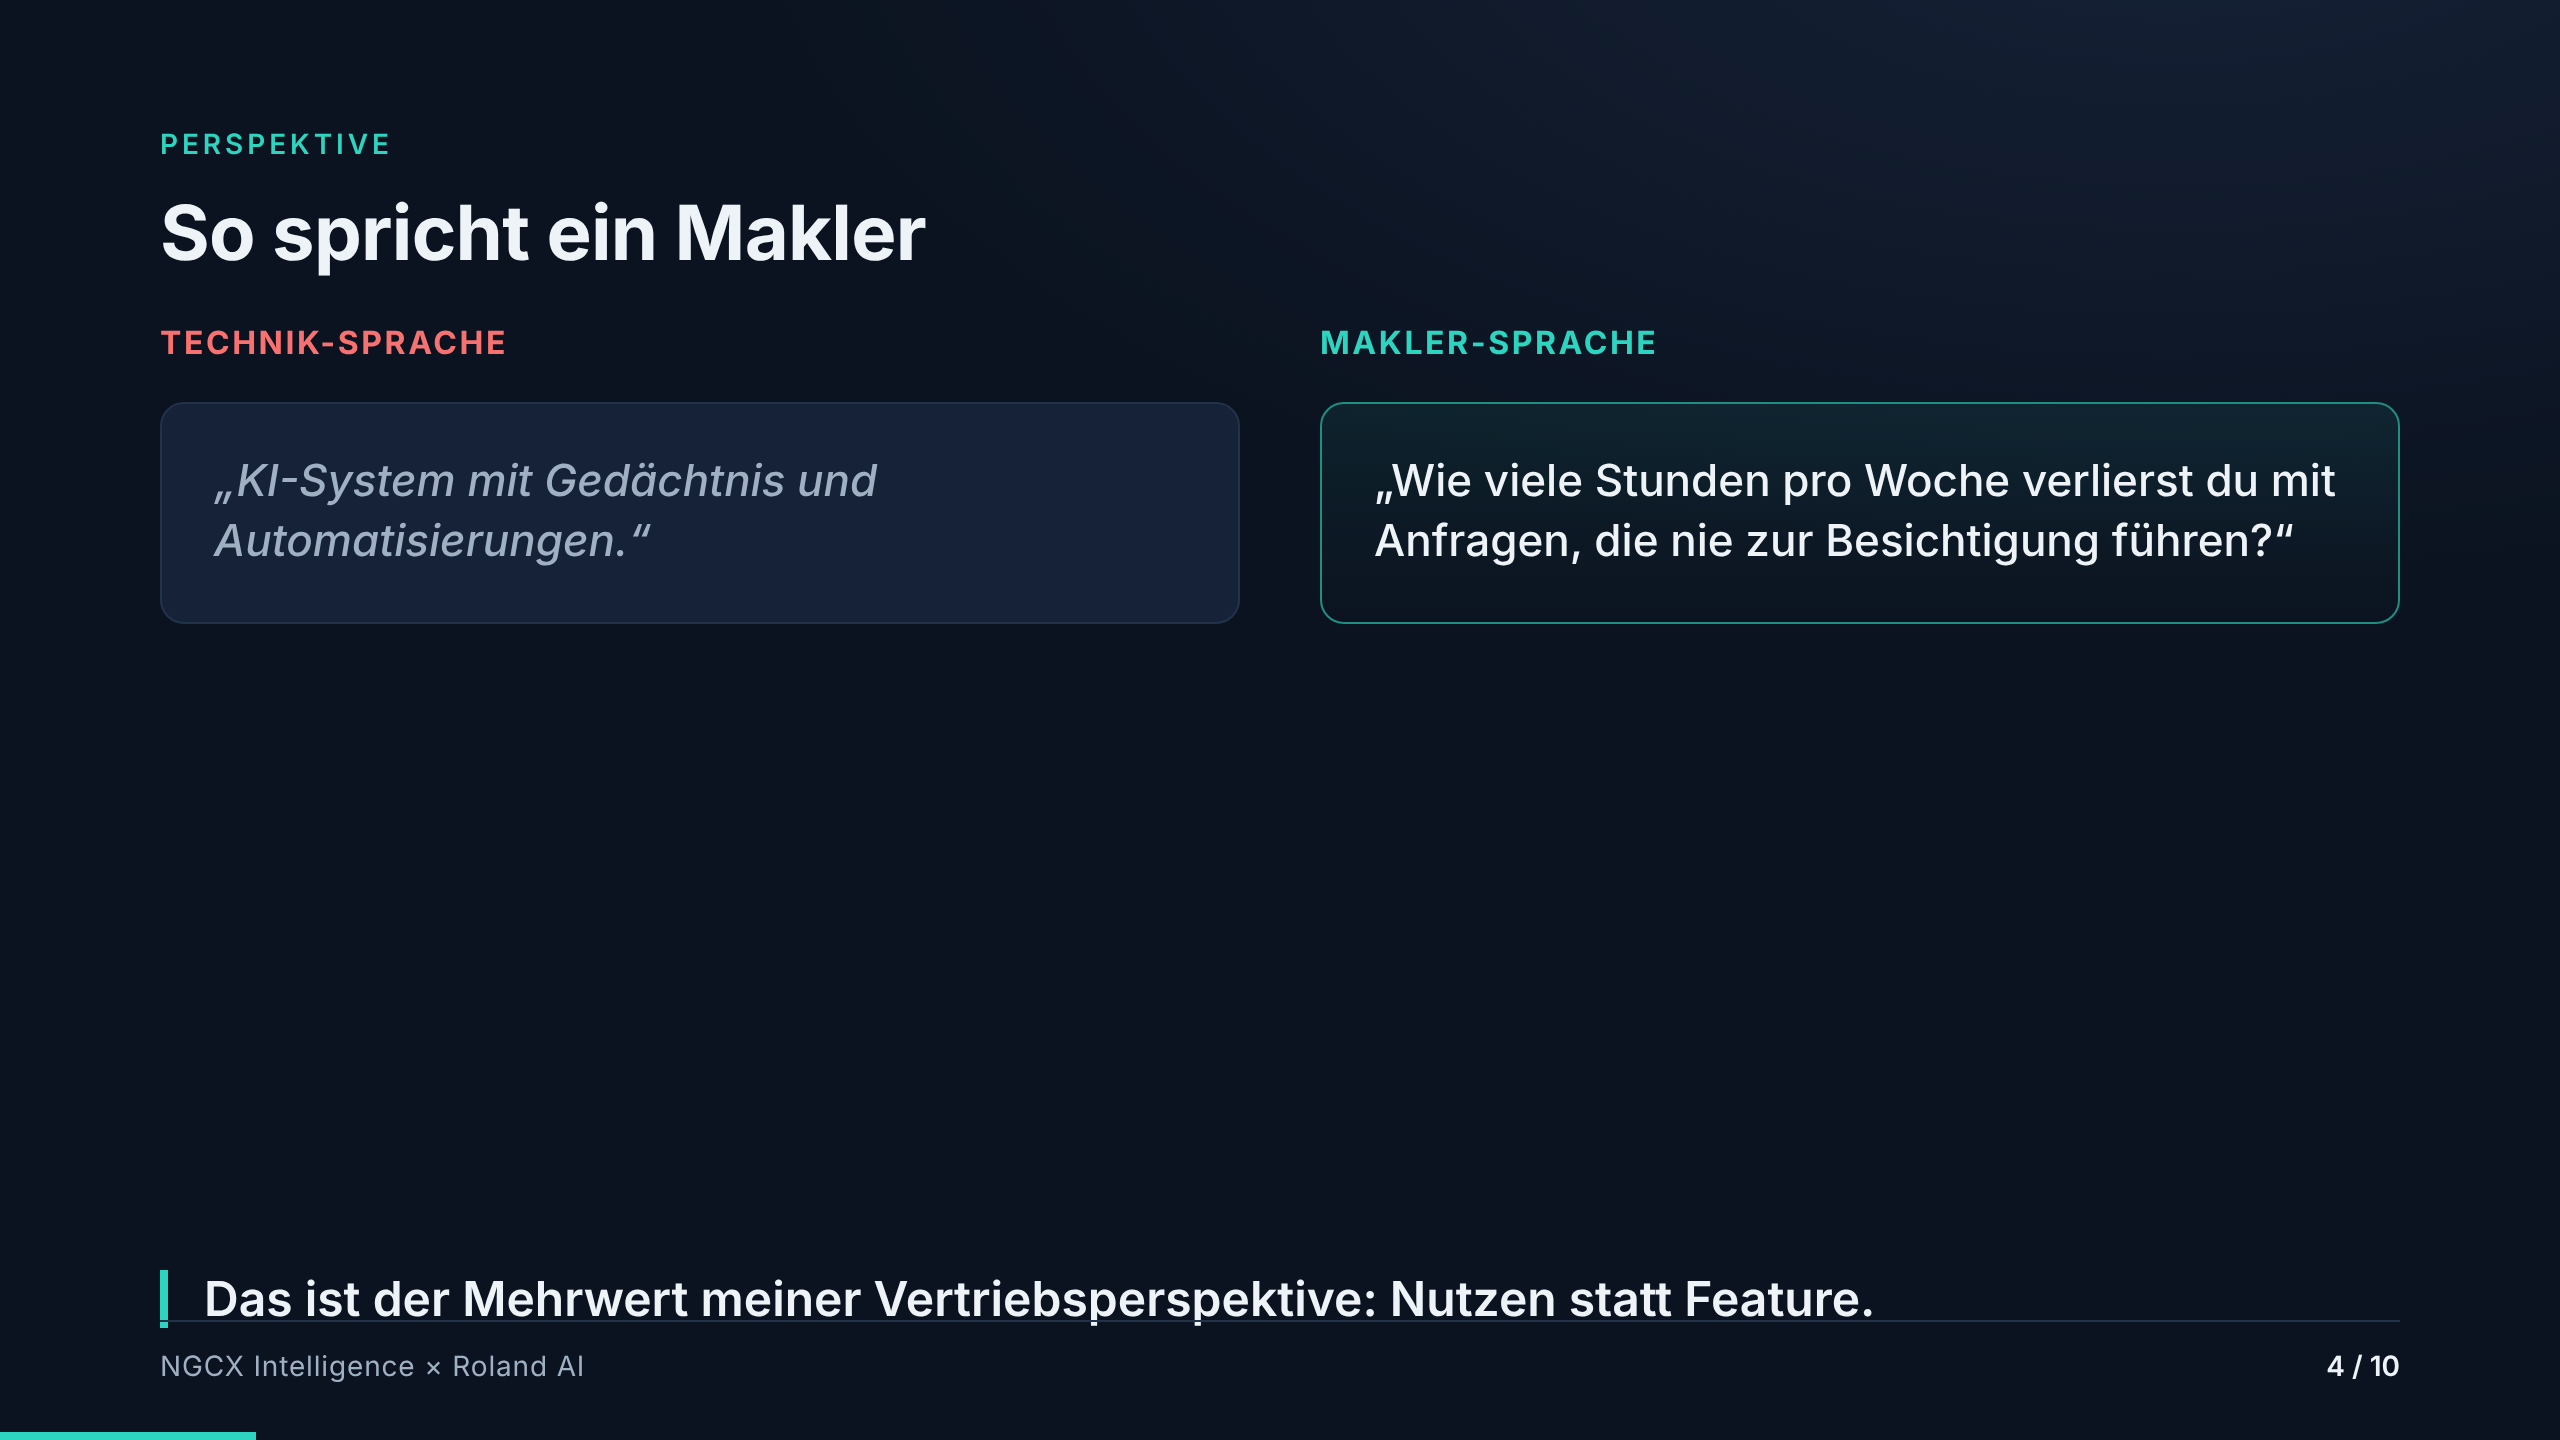 PERSPEKTIVE
So spricht ein Makler
TECHNIK-SPRACHE
„KI-System mit Gedächtnis und
Automatisierungen.“
MAKLER-SPRACHE
„Wie viele Stunden pro Woche verlierst du mit
Anfragen, die nie zur Besichtigung führen?“
Das ist der Mehrwert meiner Vertriebsperspektive: Nutzen statt Feature.
NGCX Intelligence × Roland AI
4 / 10